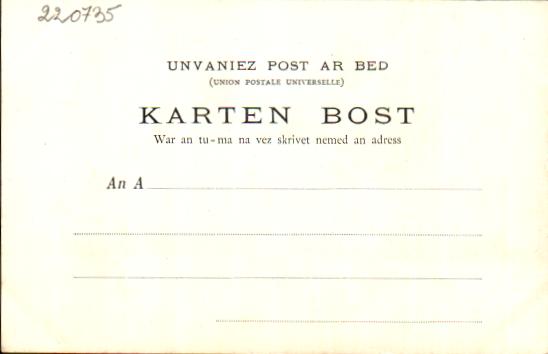 220735
UNVANIEZ POST AR BED
(UNION POSTALE UNIVERSELLE)
KARTEN BOST
War an tu-ma na vez skrivet nemed an adress
An A